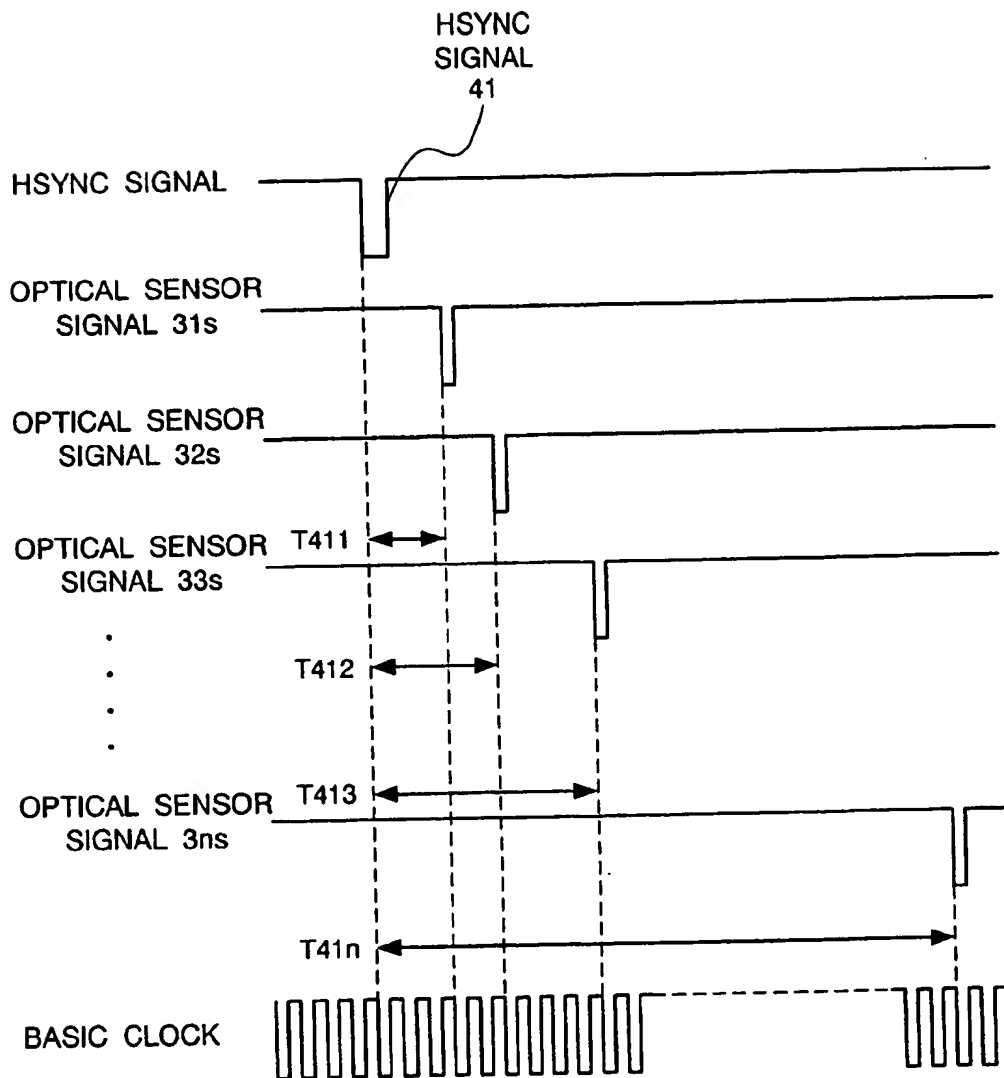 HSYNC
SIGNAL
41
HSYNC SIGNAL
OPTICAL SENSOR
SIGNAL 31s
OPTICAL SENSOR
SIGNAL 32s
T411
OPTICAL SENSOR
SIGNAL 33s
T412
T413
OPTICAL SENSOR
SIGNAL 3ns
T41n
BASIC CLOCK